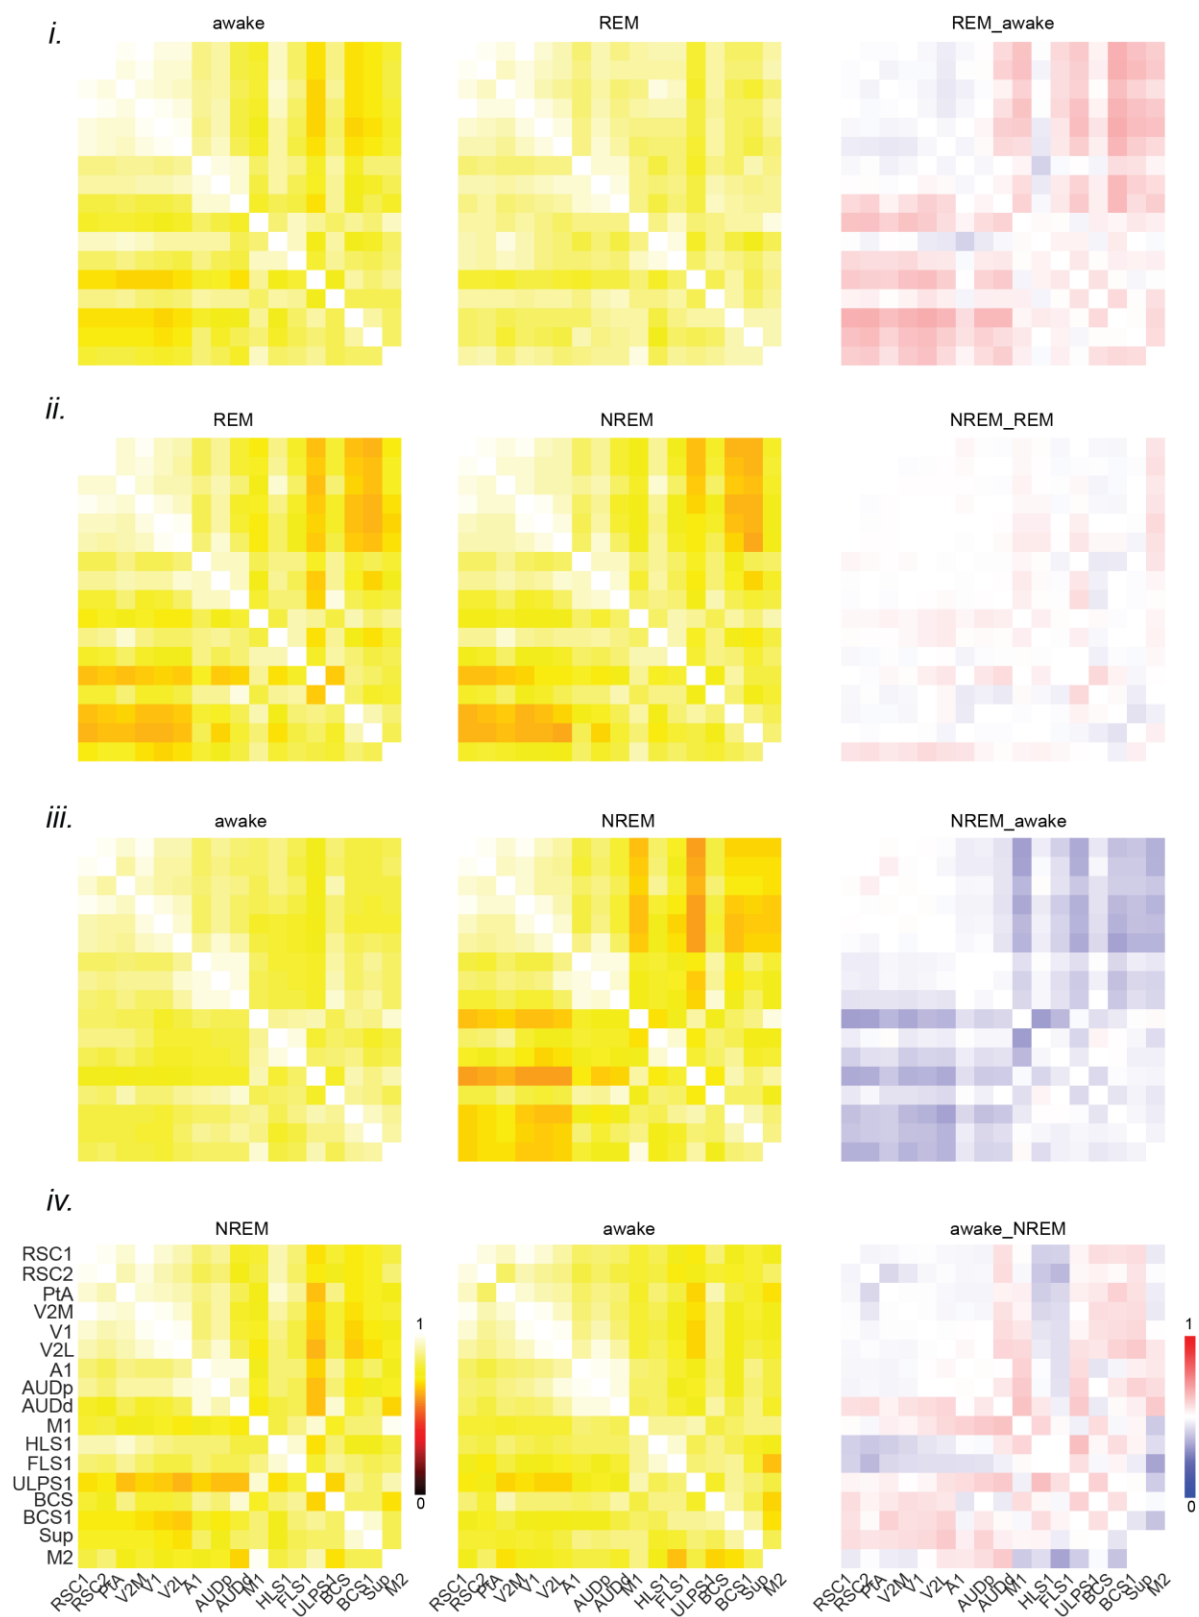 i.
awake
REM
REM_awake
ii.
REM
NREM
NREM_REM
iii.
awake
NREM
NREM_awake
iv.
NREM
awake
awake_NREM
RSC1
RSC2
PtA
V2M
V1
V2L
A1
AUDp
AUDd
M1
HLS1
FLS1
ULPS1
BCS
BCS1
Sup
M2
1
0
1
0
RSC1 RSC2 PtA V2M V1 V2L A1 AUDp AUDd M1 HLS1 FLS1 ULPS1 BCS BCS1 Sup M2
RSC1 RSC2 PtA V2M V1 V2L A1 AUDp AUDd M1 HLS1 FLS1 ULPS1 BCS BCS1 Sup M2
RSC1 RSC2 PtA V2M V1 V2L A1 AUDp AUDd M1 HLS1 FLS1 ULPS1 BCS BCS1 Sup M2